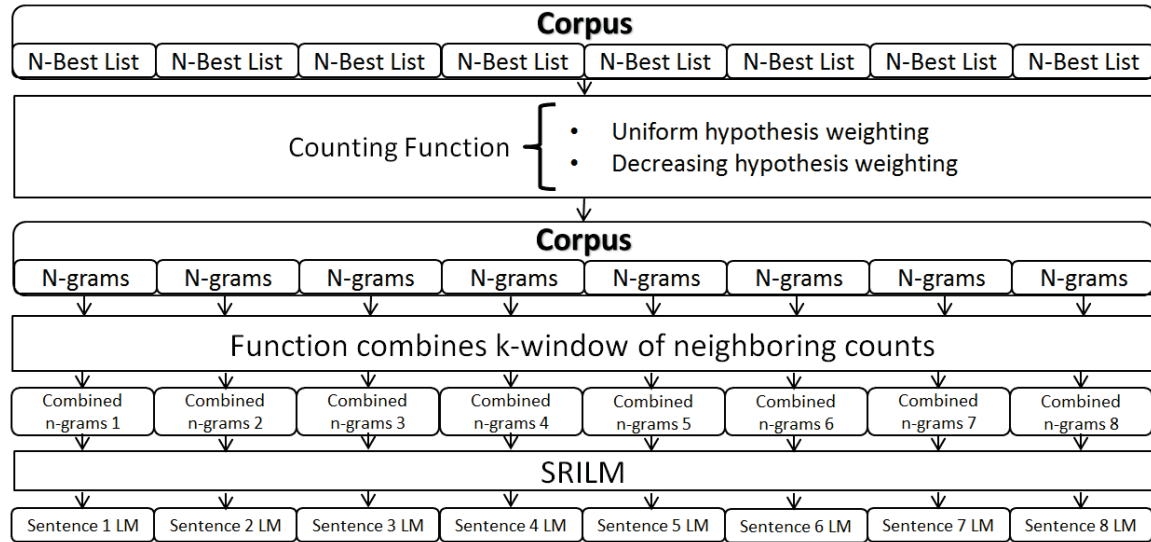 Corpus
N-Best List N-Best List N-Best List N-Best List N-Best List N-Best List N-Best List N-Best List
Counting Function
• Uniform hypothesis weighting
• Decreasing hypothesis weighting
Corpus
N-grams N-grams N-grams N-grams N-grams N-grams N-grams N-grams
Function combines k-window of neighboring counts
Combined Combined Combined Combined Combined Combined Combined Combined
n-grams 1 n-grams 2 n-grams 3 n-grams 4 n-grams 5 n-grams 6 n-grams 7 n-grams 8
SRILM
Sentence 1 LM Sentence 2 LM Sentence 3 LM Sentence 4 LM Sentence 5 LM Sentence 6 LM Sentence 7 LM Sentence 8 LM